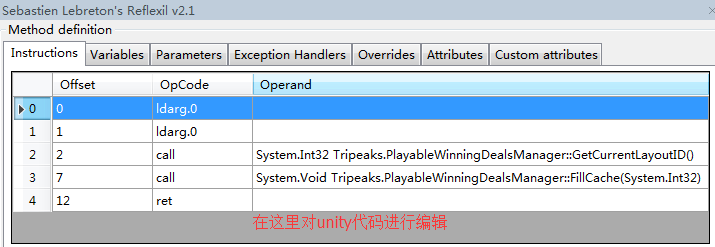 Sebastien Lebreton's Reflexil v2.1
Method definition
Instructions Variables Parameters Exception Handlers Overrides Attributes Custom attributes
Offset OpCode Operand
0 0 ldarg.0
1 1 ldarg.0
2 2 call System.Int32 Tripeaks.PlayableWinningDealsManager::GetCurrentLayoutID()
3 7 call System.Void Tripeaks.PlayableWinningDealsManager::FillCache(System.Int32)
4 12 ret
在这里对unity代码进行编辑